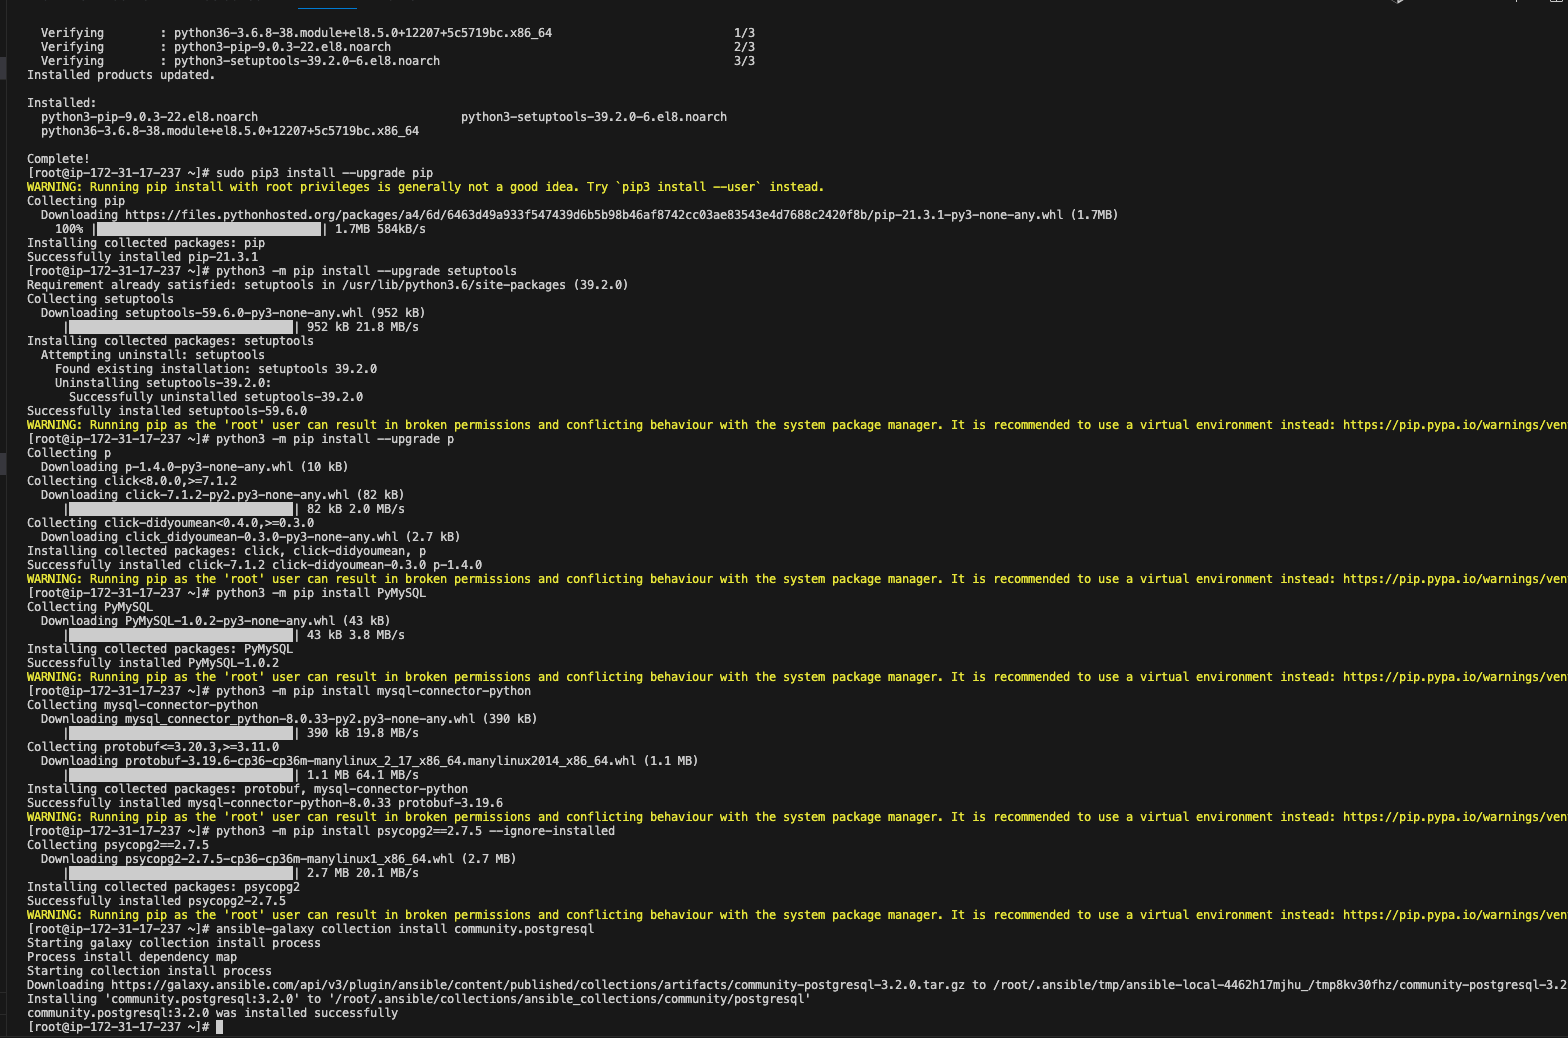 Verifying : python36-3.6.8-38.module+el8.5.0+12207+5c5719bc.x86_64 1/3
Verifying : python3-pip-9.0.3-22.el8.noarch 2/3
Verifying : python3-setuptools-39.2.0-6.el8.noarch 3/3
Installed products updated.
Installed:
python3-pip-9.0.3-22.el8.noarch python3-setuptools-39.2.0-6.el8.noarch
python36-3.6.8-38.module+el8.5.0+12207+5c5719bc.x86_64
Complete!
[root@ip-172-31-17-237 ~]# sudo pip3 install --upgrade pip
WARNING: Running pip install with root privileges is generally not a good idea. Try `pip3 install --user` instead.
Collecting pip
Downloading https://files.pythonhosted.org/packages/a4/6d/6463d49a933f547439d6b5b98b46af8742cc03ae83543e4d7688c2420f8b/pip-21.3.1-py3-none-any.whl (1.7MB)
100% || 1.7MB 584kB/s
Installing collected packages: pip
Successfully installed pip-21.3.1
[root@ip-172-31-17-237 ~]# python3 -m pip install --upgrade setuptools
Requirement already satisfied: setuptools in /usr/lib/python3.6/site-packages (39.2.0)
Collecting setuptools
Downloading setuptools-59.6.0-py3-none-any.whl (952 kB)
|| 952 kB 21.8 MB/s
Installing collected packages: setuptools
Attempting uninstall: setuptools
Found existing installation: setuptools 39.2.0
Uninstalling setuptools-39.2.0:
Successfully uninstalled setuptools-39.2.0
Successfully installed setuptools-59.6.0
WARNING: Running pip as the 'root' user can result in broken permissions and conflicting behaviour with the system package manager. It is recommended to use a virtual environment instead: https://pip.pypa.io/warnings/ven
[root@ip-172-31-17-237 ~]# python3 -m pip install --upgrade p
Collecting p
Downloading p-1.4.0-py3-none-any.whl (10 kB)
Collecting click<8.0.0,>=7.1.2
Downloading click-7.1.2-py2.py3-none-any.whl (82 kB)
|| 82 kB 2.0 MB/s
Collecting click-didyoumean<0.4.0,>=0.3.0
Downloading click_didyoumean-0.3.0-py3-none-any.whl (2.7 kB)
Installing collected packages: click, click-didyoumean, p
Successfully installed click-7.1.2 click-didyoumean-0.3.0 p-1.4.0
WARNING: Running pip as the 'root' user can result in broken permissions and conflicting behaviour with the system package manager. It is recommended to use a virtual environment instead: https://pip.pypa.io/warnings/ven
[root@ip-172-31-17-237 ~]# python3 -m pip install PyMySQL
Collecting PyMySQL
Downloading PyMySQL-1.0.2-py3-none-any.whl (43 kB)
|| 43 kB 3.8 MB/s
Installing collected packages: PyMySQL
Successfully installed PyMySQL-1.0.2
WARNING: Running pip as the 'root' user can result in broken permissions and conflicting behaviour with the system package manager. It is recommended to use a virtual environment instead: https://pip.pypa.io/warnings/ven
[root@ip-172-31-17-237 ~]# python3 -m pip install mysql-connector-python
Collecting mysql-connector-python
Downloading mysql_connector_python-8.0.33-py2.py3-none-any.whl (390 kB)
|| 390 kB 19.8 MB/s
Collecting protobuf<=3.20.3,>=3.11.0
Downloading protobuf-3.19.6-cp36-cp36m-manylinux_2_17_x86_64.manylinux2014_x86_64.whl (1.1 MB)
|| 1.1 MB 64.1 MB/s
Installing collected packages: protobuf, mysql-connector-python
Successfully installed mysql-connector-python-8.0.33 protobuf-3.19.6
WARNING: Running pip as the 'root' user can result in broken permissions and conflicting behaviour with the system package manager. It is recommended to use a virtual environment instead: https://pip.pypa.io/warnings/ven
[root@ip-172-31-17-237 ~]# python3 -m pip install psycopg2==2.7.5 --ignore-installed
Collecting psycopg2==2.7.5
Downloading psycopg2-2.7.5-cp36-cp36m-manylinux1_x86_64.whl (2.7 MB)
|| 2.7 MB 20.1 MB/s
Installing collected packages: psycopg2
Successfully installed psycopg2-2.7.5
WARNING: Running pip as the 'root' user can result in broken permissions and conflicting behaviour with the system package manager. It is recommended to use a virtual environment instead: https://pip.pypa.io/warnings/ven
[root@ip-172-31-17-237 ~]# ansible-galaxy collection install community.postgresql
Starting galaxy collection install process
Process install dependency map
Starting collection install process
Downloading https://galaxy.ansible.com/api/v3/plugin/ansible/content/published/collections/artifacts/community-postgresql-3.2.0.tar.gz to /root/.ansible/tmp/ansible-local-4462h17mjhu_/tmp8kv30fhz/community-postgresql-3.2
Installing 'community.postgresql:3.2.0' to '/root/.ansible/collections/ansible_collections/community/postgresql'
community.postgresql:3.2.0 was installed successfully
[root@ip-172-31-17-237 ~]#